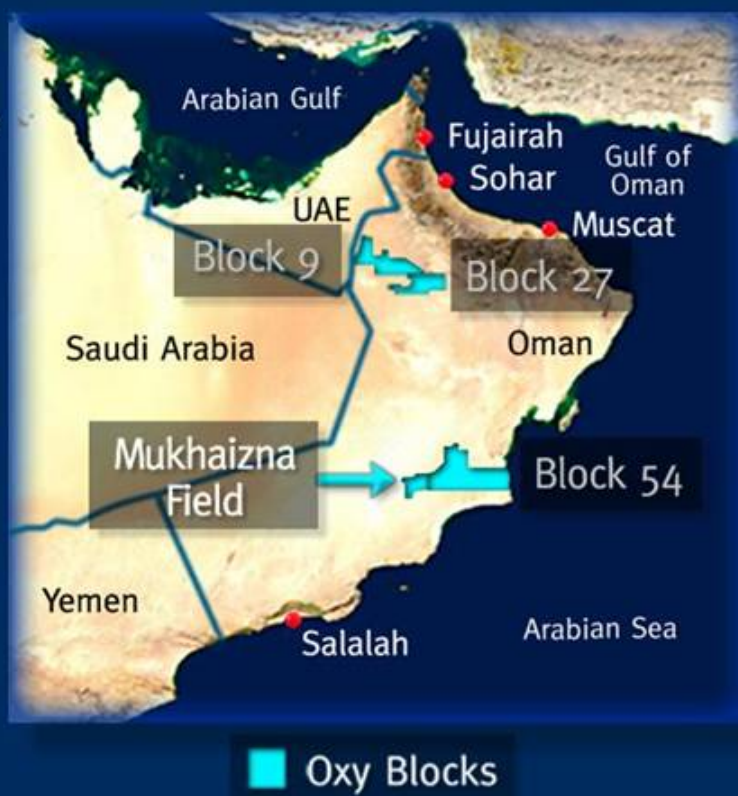 Arabian Gulf
Fujairah
Gulf of
Oman
Sohar
UAE
Muscat
Block 9
Block 27
Saudi Arabia
Oman
Mukhaizna
Field
Block 54
Yemen
Salalah
Arabian Sea
Oxy Blocks